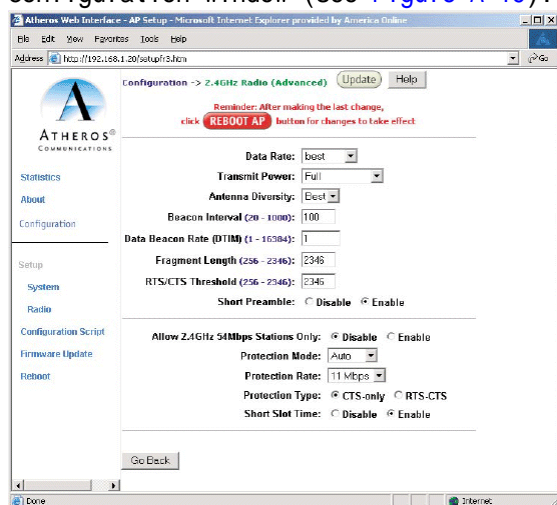 Atheros Web Interface - AP Setup - Microsoft Internet Explorer provided by America Online
File Edit View Favorites Tools Help
Address http://192.168.1.20/setupfr3.htm Go
ATHEROS®
COMMUNICATIONS
Statistics
About
Configuration
Setup
System
Radio
Configuration Script
Firmware Update
Reboot
Configuration -> 2.4GHz Radio (Advanced) Update Help
Reminder: After making the last change,
click REBOOT AP button for changes to take effect
Data Rate: best
Transmit Power: Full
Antenna Diversity: Best
Beacon Interval (20 - 1000): 100
Data Beacon Rate (DTIM) (1 - 16384): 1
Fragment Length (256 - 2346): 2346
RTS/CTS Threshold (256 - 2346): 2346
Short Preamble: Disable Enable
Allow 2.4GHz 54Mbps Stations Only: Disable Enable
Protection Mode: Auto
Protection Rate: 11 Mbps
Protection Type: CTS-only RTS-CTS
Short Slot Time: Disable Enable
Go Back
Done Internet